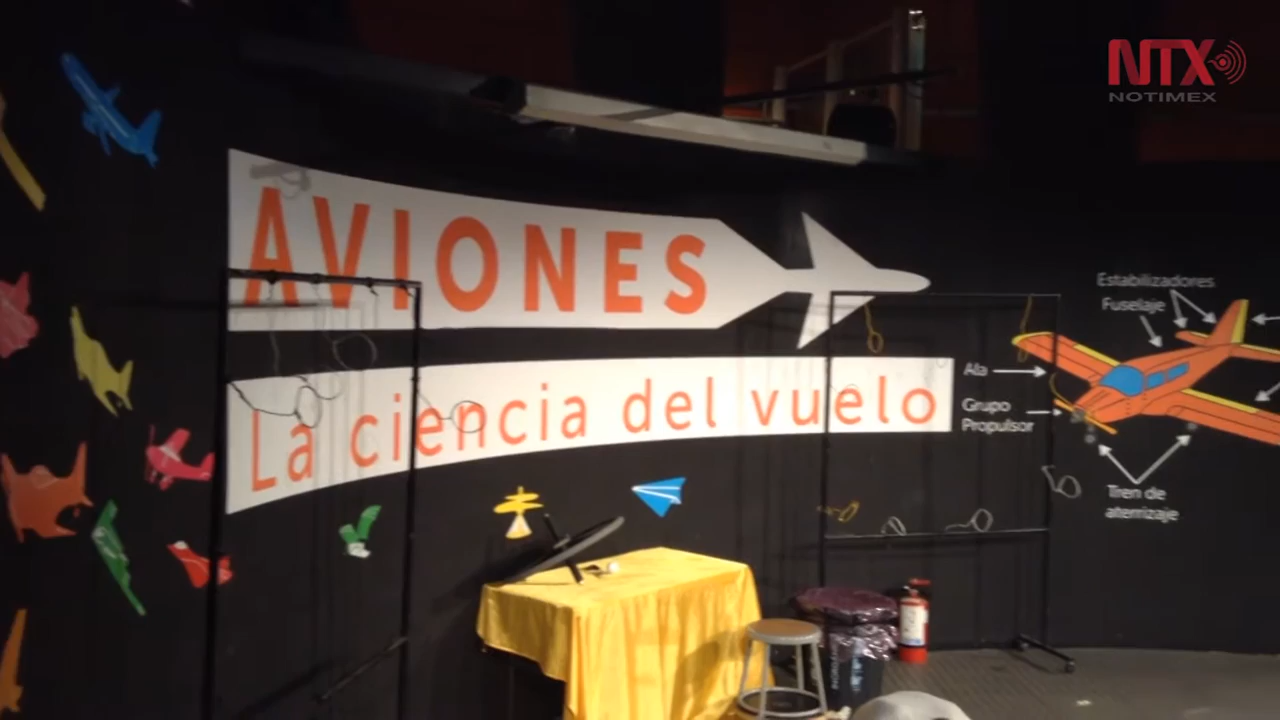 NTX
NOTIMEX
AVIONES
La ciencia del vuelo
Estabilizadores
Fuselaje
Ala
Grupo
Propulsor
Tren de
aterrizaje